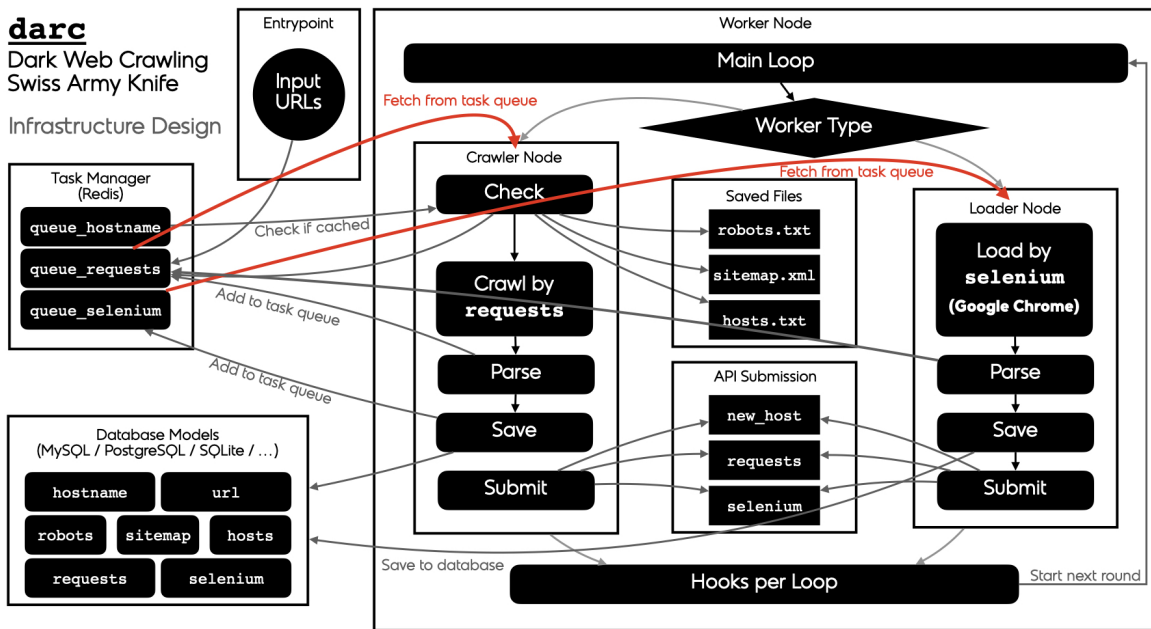 darc
Dark Web Crawling
Swiss Army Knife
Infrastructure Design
Entrypoint
Input
URLs
Task Manager
(Redis)
queue_hostname
queue_requests
queue_selenium
Database Models
(MySQL / PostgreSQL / SQLite / ...)
hostname
url
robots
sitemap
hosts
requests
selenium
Worker Node
Main Loop
Worker Type
Fetch from task queue
Fetch from task queue
Check if cached
Add to task queue
Add to task queue
Save to database
Crawler Node
Check
Crawl by
requests
Parse
Save
Submit
Saved Files
robots.txt
sitemap.xml
hosts.txt
API Submission
new_host
requests
selenium
Loader Node
Load by
selenium
(Google Chrome)
Parse
Save
Submit
Hooks per Loop
Start next round